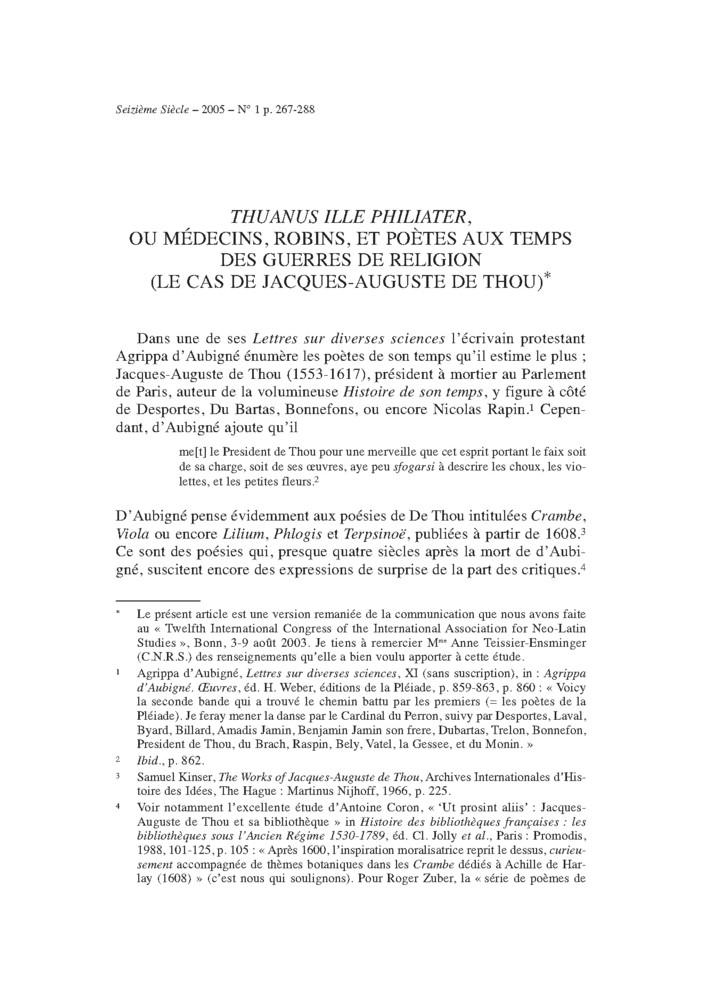 Seizième Siècle – 2005 – N° 1 p. 267-288
THUANUS ILLE PHILIATER,
OU MÉDECINS, ROBINS, ET POÈTES AUX TEMPS
DES GUERRES DE RELIGION
(LE CAS DE JACQUES-AUGUSTE DE THOU)*
Dans une de ses Lettres sur diverses sciences l'écrivain protestant
Agrippa d'Aubigné énumère les poètes de son temps qu'il estime le plus ;
Jacques-Auguste de Thou (1553-1617), président à mortier au Parlement
de Paris, auteur de la volumineuse Histoire de son temps, y figure à côté
de Desportes, Du Bartas, Bonnefons, ou encore Nicolas Rapin.1 Cepen-
dant, d'Aubigné ajoute qu'il
me[t] le President de Thou pour une merveille que cet esprit portant le faix soit
de sa charge, soit de ses œuvres, aye peu sfogarsi à descrire les choux, les vio-
lettes, et les petites fleurs.2
D'Aubigné pense évidemment aux poésies de De Thou intitulées Crambe,
Viola ou encore Lilium, Phlogis et Terpsinoë, publiées à partir de 1608.3
Ce sont des poésies qui, presque quatre siècles après la mort de d'Aubi-
gné, suscitent encore des expressions de surprise de la part des critiques.4
* Le présent article est une version remaniée de la communication que nous avons faite
au « Twelfth International Congress of the International Association for Neo-Latin
Studies », Bonn, 3-9 août 2003. Je tiens à remercier Mme Anne Teissier-Ensminger
(C.N.R.S.) des renseignements qu'elle a bien voulu apporter à cette étude.
1 Agrippa d'Aubigné, Lettres sur diverses sciences, XI (sans suscription), in : Agrippa
d'Aubigné. Œuvres, éd. H. Weber, éditions de la Pléiade, p. 859-863, p. 860 : « Voicy
la seconde bande qui a trouvé le chemin battu par les premiers (= les poètes de la
Pléiade). Je feray mener la danse par le Cardinal du Perron, suivy par Desportes, Laval,
Byard, Billard, Amadis Jamin, Benjamin Jamin son frere, Dubartas, Trelon, Bonnefon,
President de Thou, du Brach, Raspin, Bely, Vatel, la Gessee, et du Monin. »
2 Ibid., p. 862.
3 Samuel Kinser, The Works of Jacques-Auguste de Thou, Archives Internationales d'His-
toire des Idées, The Hague : Martinus Nijhoff, 1966, p. 225.
4 Voir notamment l'excellente étude d'Antoine Coron, « 'Ut prosint aliis' : Jacques-
Auguste de Thou et sa bibliothèque » in Histoire des bibliothèques françaises : les
bibliothèques sous l'Ancien Régime 1530-1789, éd. Cl. Jolly et al., Paris : Promodis,
1988, 101-125, p. 105 : « Après 1600, l'inspiration moralisatrice reprit le dessus, curieu-
sement accompagnée de thèmes botaniques dans les Crambe dédiés à Achille de Har-
lay (1608) » (c'est nous qui soulignons). Pour Roger Zuber, la « série de poèmes de